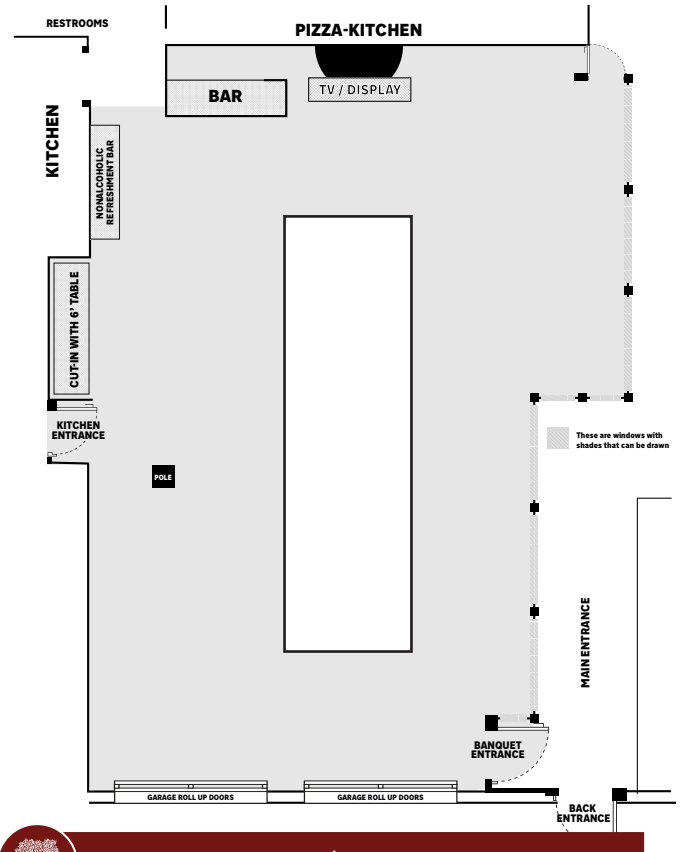 RESTROOMS
PIZZA-KITCHEN
TV / DISPLAY
BAR
KITCHEN
NONALCOHOLIC
REFRESHMENT BAR
CUT-IN WITH 6' TABLE
KITCHEN
ENTRANCE
These are windows with
shades that can be drawn
POLE
MAIN ENTRANCE
BANQUET
ENTRANCE
GARAGE ROLL UP DOORS
GARAGE ROLL UP DOORS
BACK
ENTRANCE